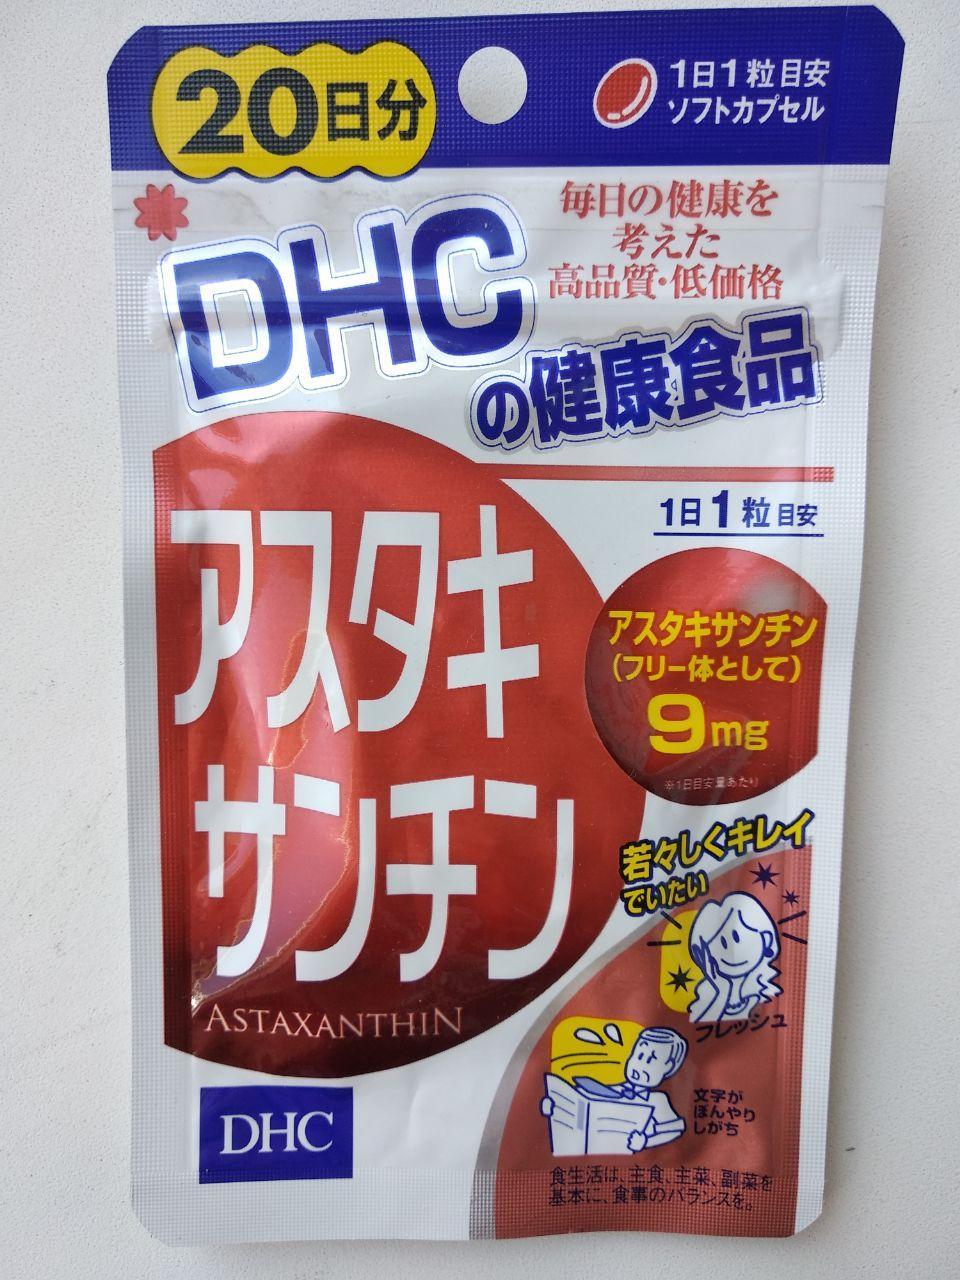 20日分
1日1粒目安
ソフトカプセル
毎日の健康を
考えた
高品質・低価格
DHC
の健康食品
1日1粒目安
アスタキ
サンチン
ASTAXANTHIN
アスタキサンチン
(フリー体として)
9mg
※1日目安量あたり
若々しくキレイ
でいたい
フレッシュ
文字が
ぼんやり
しがち
DHC
食生活は、主食、主菜、副菜を
基本に、食事のバランスを。